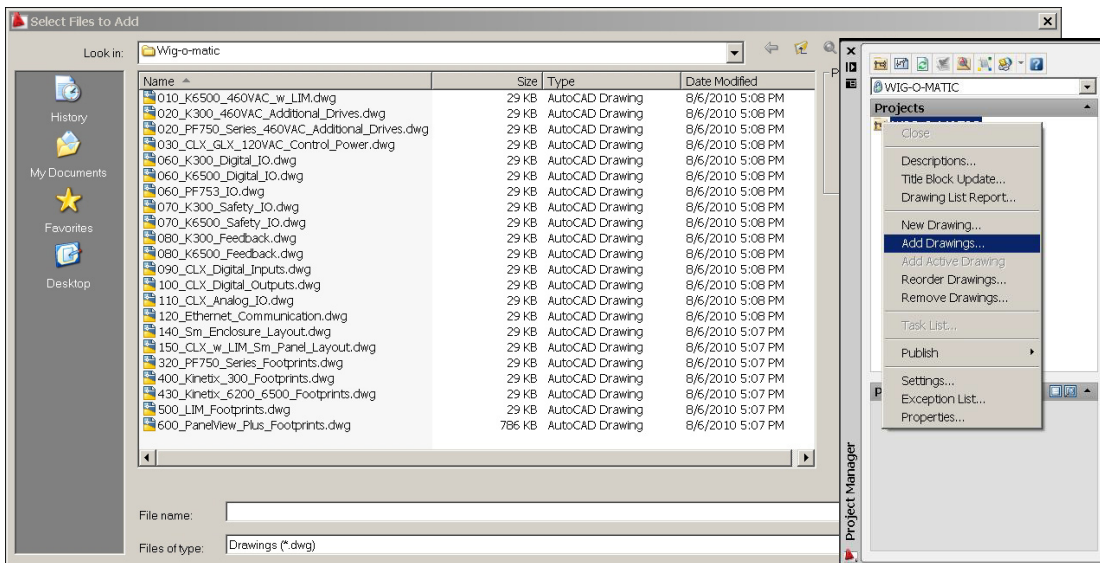 Select Files to Add
Look in: Wig-o-matic
History
My Documents
Favorites
Desktop
Name Size Type Date Modified
010_K6500_460VAC_w_LIM.dwg 29 KB AutoCAD Drawing 8/6/2010 5:08 PM
020_K300_460VAC_Additional_Drives.dwg 29 KB AutoCAD Drawing 8/6/2010 5:08 PM
020_PF750_Series_460VAC_Additional_Drives.dwg 29 KB AutoCAD Drawing 8/6/2010 5:08 PM
030_CLX_GLX_120VAC_Control_Power.dwg 29 KB AutoCAD Drawing 8/6/2010 5:08 PM
060_K300_Digital_IO.dwg 29 KB AutoCAD Drawing 8/6/2010 5:08 PM
060_K6500_Digital_IO.dwg 29 KB AutoCAD Drawing 8/6/2010 5:08 PM
060_PF753_IO.dwg 29 KB AutoCAD Drawing 8/6/2010 5:08 PM
070_K300_Safety_IO.dwg 29 KB AutoCAD Drawing 8/6/2010 5:08 PM
070_K6500_Safety_IO.dwg 29 KB AutoCAD Drawing 8/6/2010 5:08 PM
080_K300_Feedback.dwg 29 KB AutoCAD Drawing 8/6/2010 5:08 PM
080_K6500_Feedback.dwg 29 KB AutoCAD Drawing 8/6/2010 5:08 PM
090_CLX_Digital_Inputs.dwg 29 KB AutoCAD Drawing 8/6/2010 5:08 PM
100_CLX_Digital_Outputs.dwg 29 KB AutoCAD Drawing 8/6/2010 5:08 PM
110_CLX_Analog_IO.dwg 29 KB AutoCAD Drawing 8/6/2010 5:08 PM
120_Ethernet_Communication.dwg 29 KB AutoCAD Drawing 8/6/2010 5:08 PM
140_Sm_Enclosure_Layout.dwg 29 KB AutoCAD Drawing 8/6/2010 5:07 PM
150_CLX_w_LIM_Sm_Panel_Layout.dwg 29 KB AutoCAD Drawing 8/6/2010 5:07 PM
320_PF750_Series_Footprints.dwg 29 KB AutoCAD Drawing 8/6/2010 5:07 PM
400_Kinetix_300_Footprints.dwg 29 KB AutoCAD Drawing 8/6/2010 5:07 PM
430_Kinetix_6200_6500_Footprints.dwg 29 KB AutoCAD Drawing 8/6/2010 5:07 PM
500_LIM_Footprints.dwg 29 KB AutoCAD Drawing 8/6/2010 5:07 PM
600_PanelView_Plus_Footprints.dwg 786 KB AutoCAD Drawing 8/6/2010 5:07 PM
File name:
Files of type: Drawings (*.dwg)
P
WIG-O-MATIC
Projects
Close
Descriptions...
Title Block Update...
Drawing List Report...
New Drawing...
Add Drawings...
Add Active Drawing
Reorder Drawings...
Remove Drawings...
Task List...
Publish
Settings...
Exception List...
Properties...
P
Project Manager